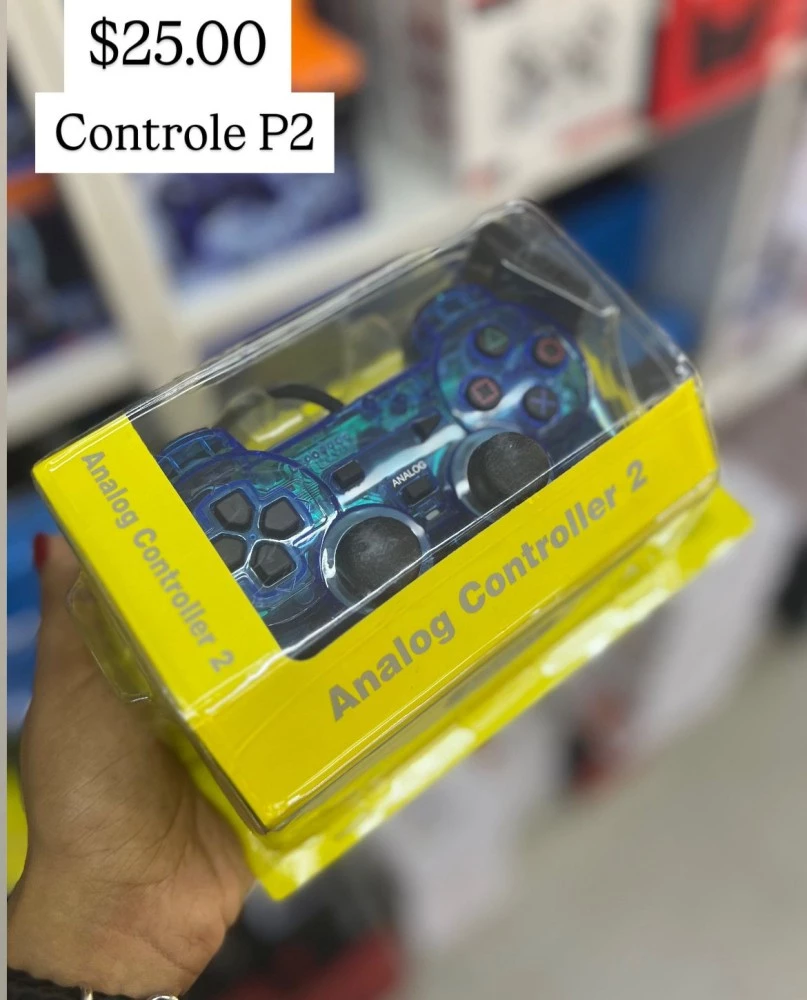 $25.00
Controle P2
ANALOG
Analog Controller 2
Analog Controller 2